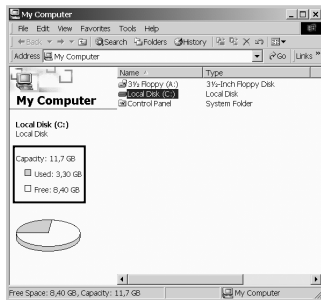 My Computer
File Edit View Favorites Tools Help
Back Search Folders History
Address My Computer Go Links »
Name Type
3½ Floppy (A:) 3½-Inch Floppy Disk
Local Disk (C:) Local Disk
Control Panel System Folder
My Computer
Local Disk (C:)
Local Disk
Capacity: 11,7 GB
Used: 3,30 GB
Free: 8,40 GB
Free Space: 8,40 GB, Capacity: 11,7 GB My Computer